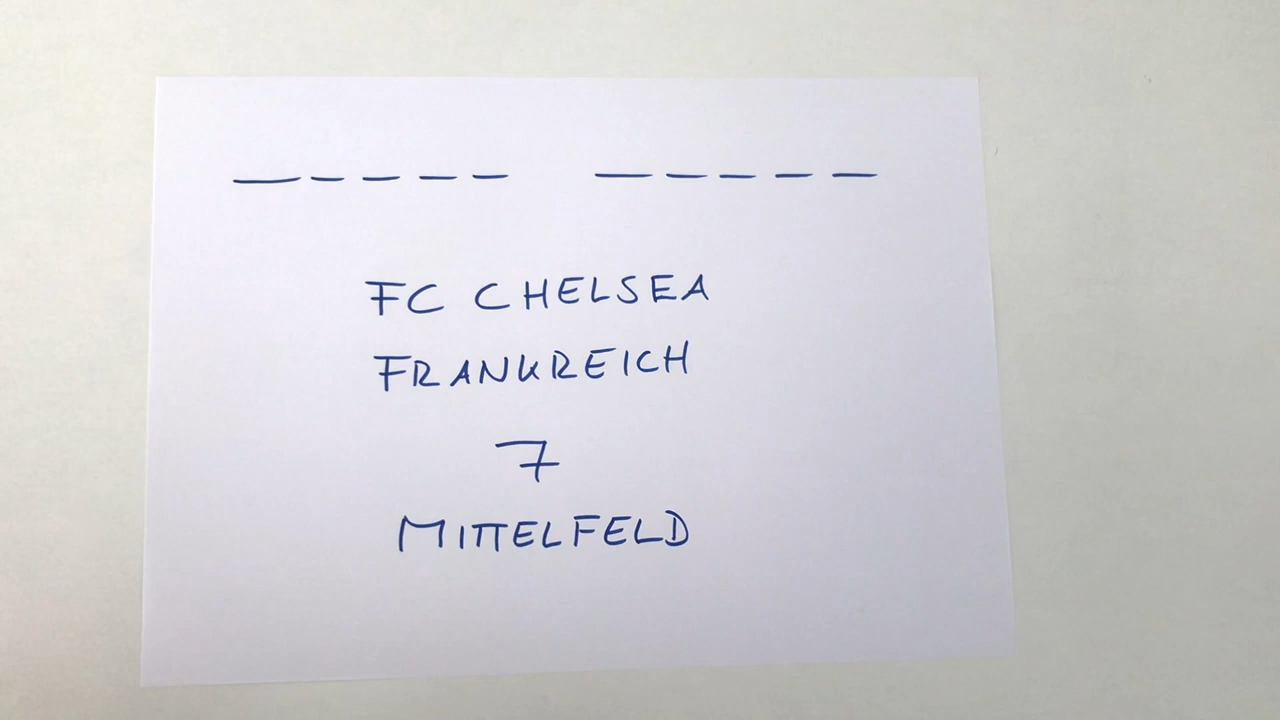 _ _ _ _ _   _ _ _ _ _
FC CHELSEA
FRANKREICH
7
MITTELFELD